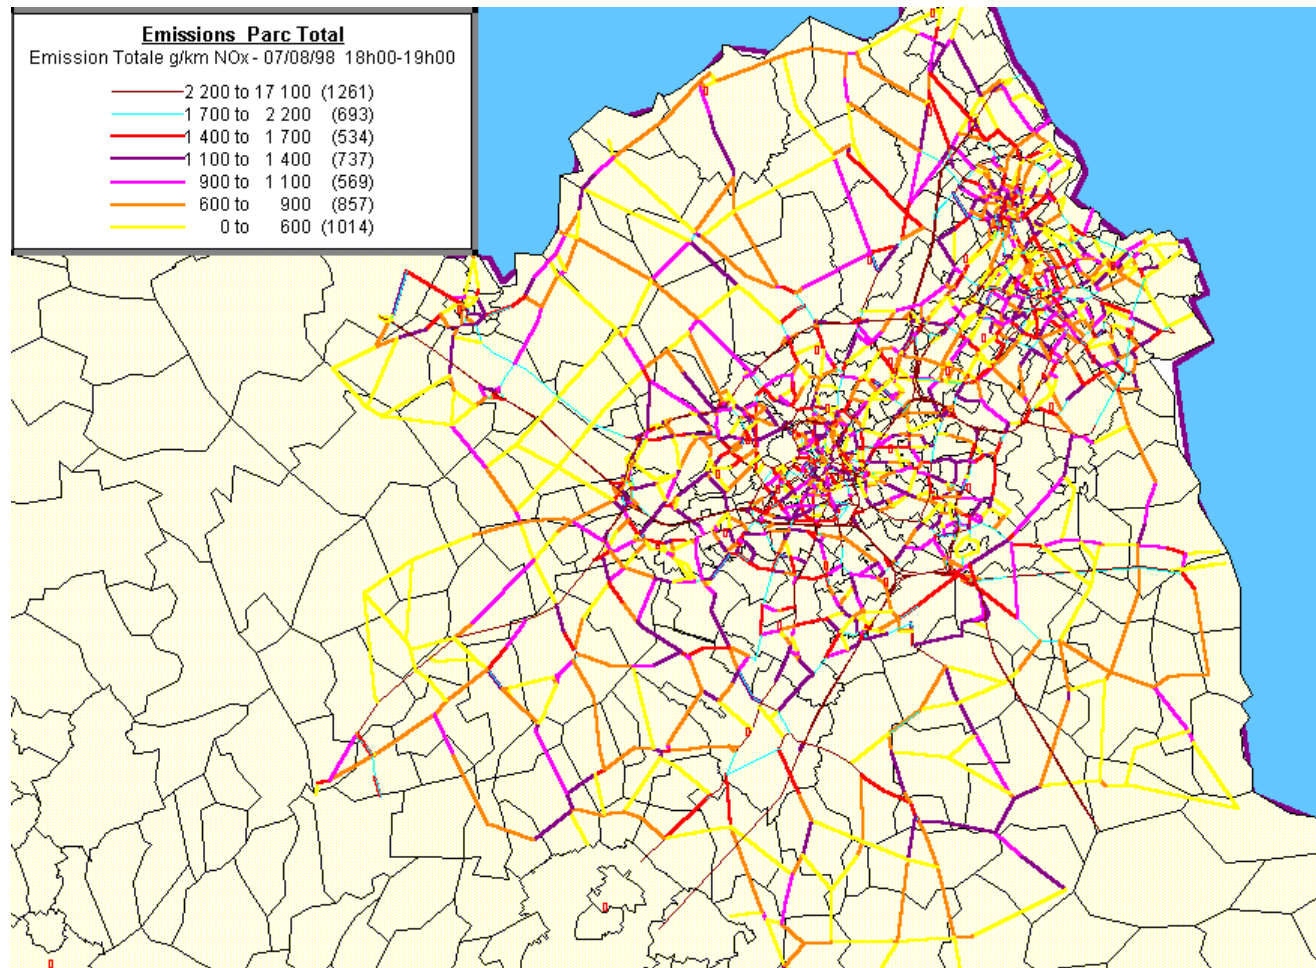 Emissions Parc Total
Emission Totale g/km NOx - 07/08/98 18h00-19h00
2 200 to 17 100 (1261)
1 700 to 2 200 (693)
1 400 to 1 700 (534)
1 100 to 1 400 (737)
900 to 1 100 (569)
600 to 900 (857)
0 to 600 (1014)